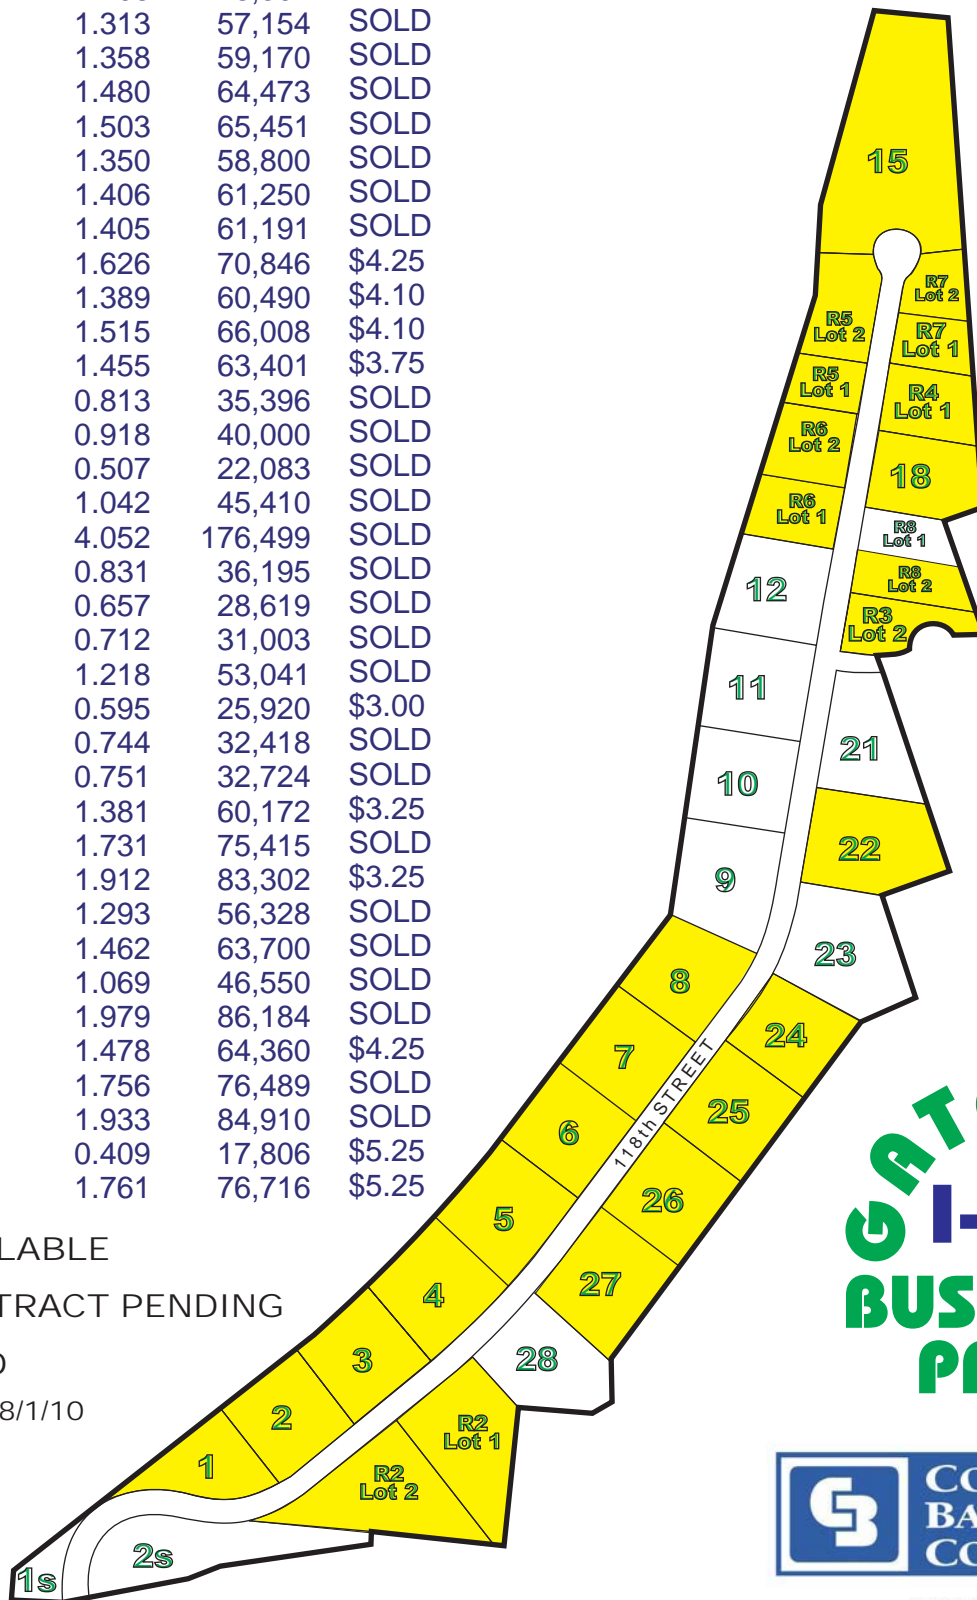 1.313 57,154 SOLD
1.358 59,170 SOLD
1.480 64,473 SOLD
1.503 65,451 SOLD
1.350 58,800 SOLD
1.406 61,250 SOLD
1.405 61,191 SOLD
1.626 70,846 $4.25
1.389 60,490 $4.10
1.515 66,008 $4.10
1.455 63,401 $3.75
0.813 35,396 SOLD
0.918 40,000 SOLD
0.507 22,083 SOLD
1.042 45,410 SOLD
4.052 176,499 SOLD
0.831 36,195 SOLD
0.657 28,619 SOLD
0.712 31,003 SOLD
1.218 53,041 SOLD
0.595 25,920 $3.00
0.744 32,418 SOLD
0.751 32,724 SOLD
1.381 60,172 $3.25
1.731 75,415 SOLD
1.912 83,302 $3.25
1.293 56,328 SOLD
1.462 63,700 SOLD
1.069 46,550 SOLD
1.979 86,184 SOLD
1.478 64,360 $4.25
1.756 76,489 SOLD
1.933 84,910 SOLD
0.409 17,806 $5.25
1.761 76,716 $5.25
LABLE
TRACT PENDING
D
8/1/10
15
R7
Lot 2
R5
Lot 2
R7
Lot 1
R5
Lot 1
R4
Lot 1
R6
Lot 2
18
R6
Lot 1
R8
Lot 1
R8
Lot 2
12
R3
Lot 2
11
21
10
22
9
23
8
24
7
25
118th STREET
6
26
5
27
4
28
3
2
R2
Lot 1
1
R2
Lot 2
2s
1s
GAT
I-
BUS
PA
CB
CO
BA
CO